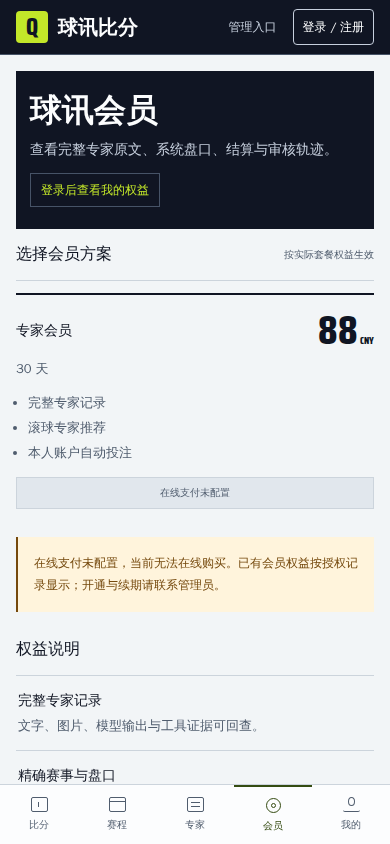 Q 球讯比分 管理入口 登录 / 注册
球讯会员
查看完整专家原文、系统盘口、结算与审核轨迹。
登录后查看我的权益
选择会员方案 按实际套餐权益生效
专家会员 88 CNY
30 天
完整专家记录
滚球专家推荐
本人账户自动投注
在线支付未配置
在线支付未配置，当前无法在线购买。已有会员权益按授权记
录显示；开通与续期请联系管理员。
权益说明
完整专家记录
文字、图片、模型输出与工具证据可回查。
精确赛事与盘口
比分 赛程 专家 会员 我的